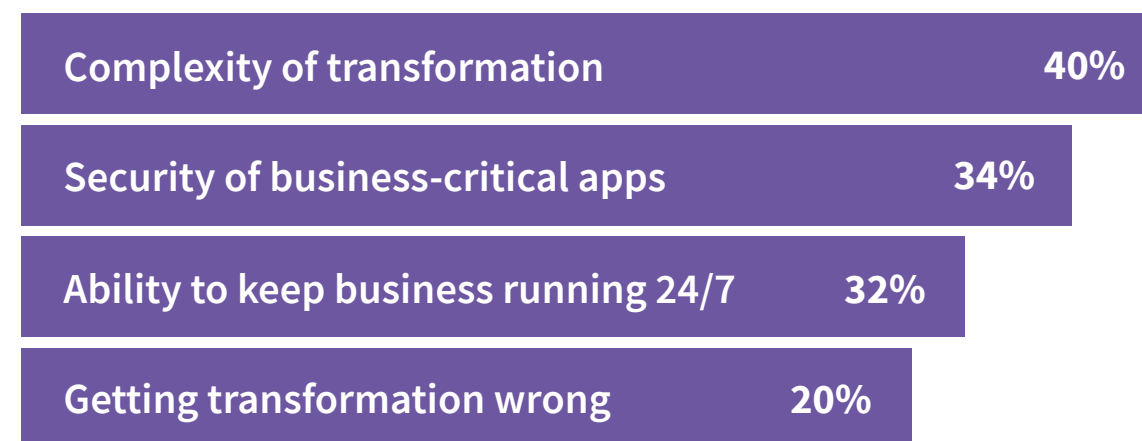 Complexity of transformation 40%
Security of business-critical apps 34%
Ability to keep business running 24/7 32%
Getting transformation wrong 20%